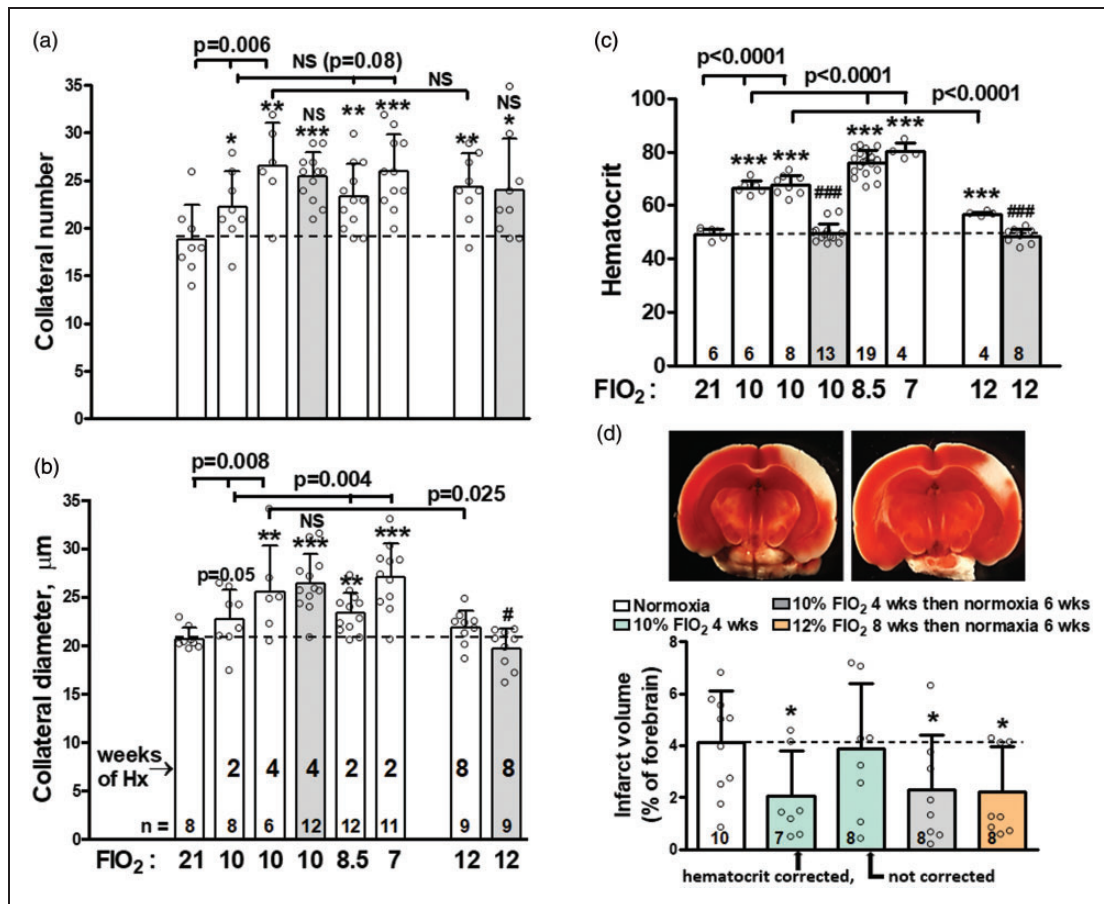 (a)
p=0.006
NS (p=0.08)
NS
Collateral number
35
30
25
20
15
10
5
0
*
**
NS
***
**
***
**
NS
*
(b)
p=0.008
p=0.004
p=0.025
Collateral diameter, µm
35
30
25
20
15
10
5
0
p=0.05
**
NS
***
**
***
#
weeks of Hx
2 4 4 2 2 8 8
n = 8 8 6 12 12 11 9 9
FIO2 : 21 10 10 10 8.5 7 12 12
(c)
p<0.0001
p<0.0001
p<0.0001
Hematocrit
100
80
60
40
20
0
***
***
###
***
***
***
###
6 6 8 13 19 4 4 8
FIO2 : 21 10 10 10 8.5 7 12 12
(d)
Normoxia
10% FIO2 4 wks then normoxia 6 wks
10% FIO2 4 wks
12% FIO2 8 wks then normaxia 6 wks
Infarct volume
(% of forebrain)
8
6
4
2
0
*
*
*
10 7 8 8 8
hematocrit corrected, not corrected